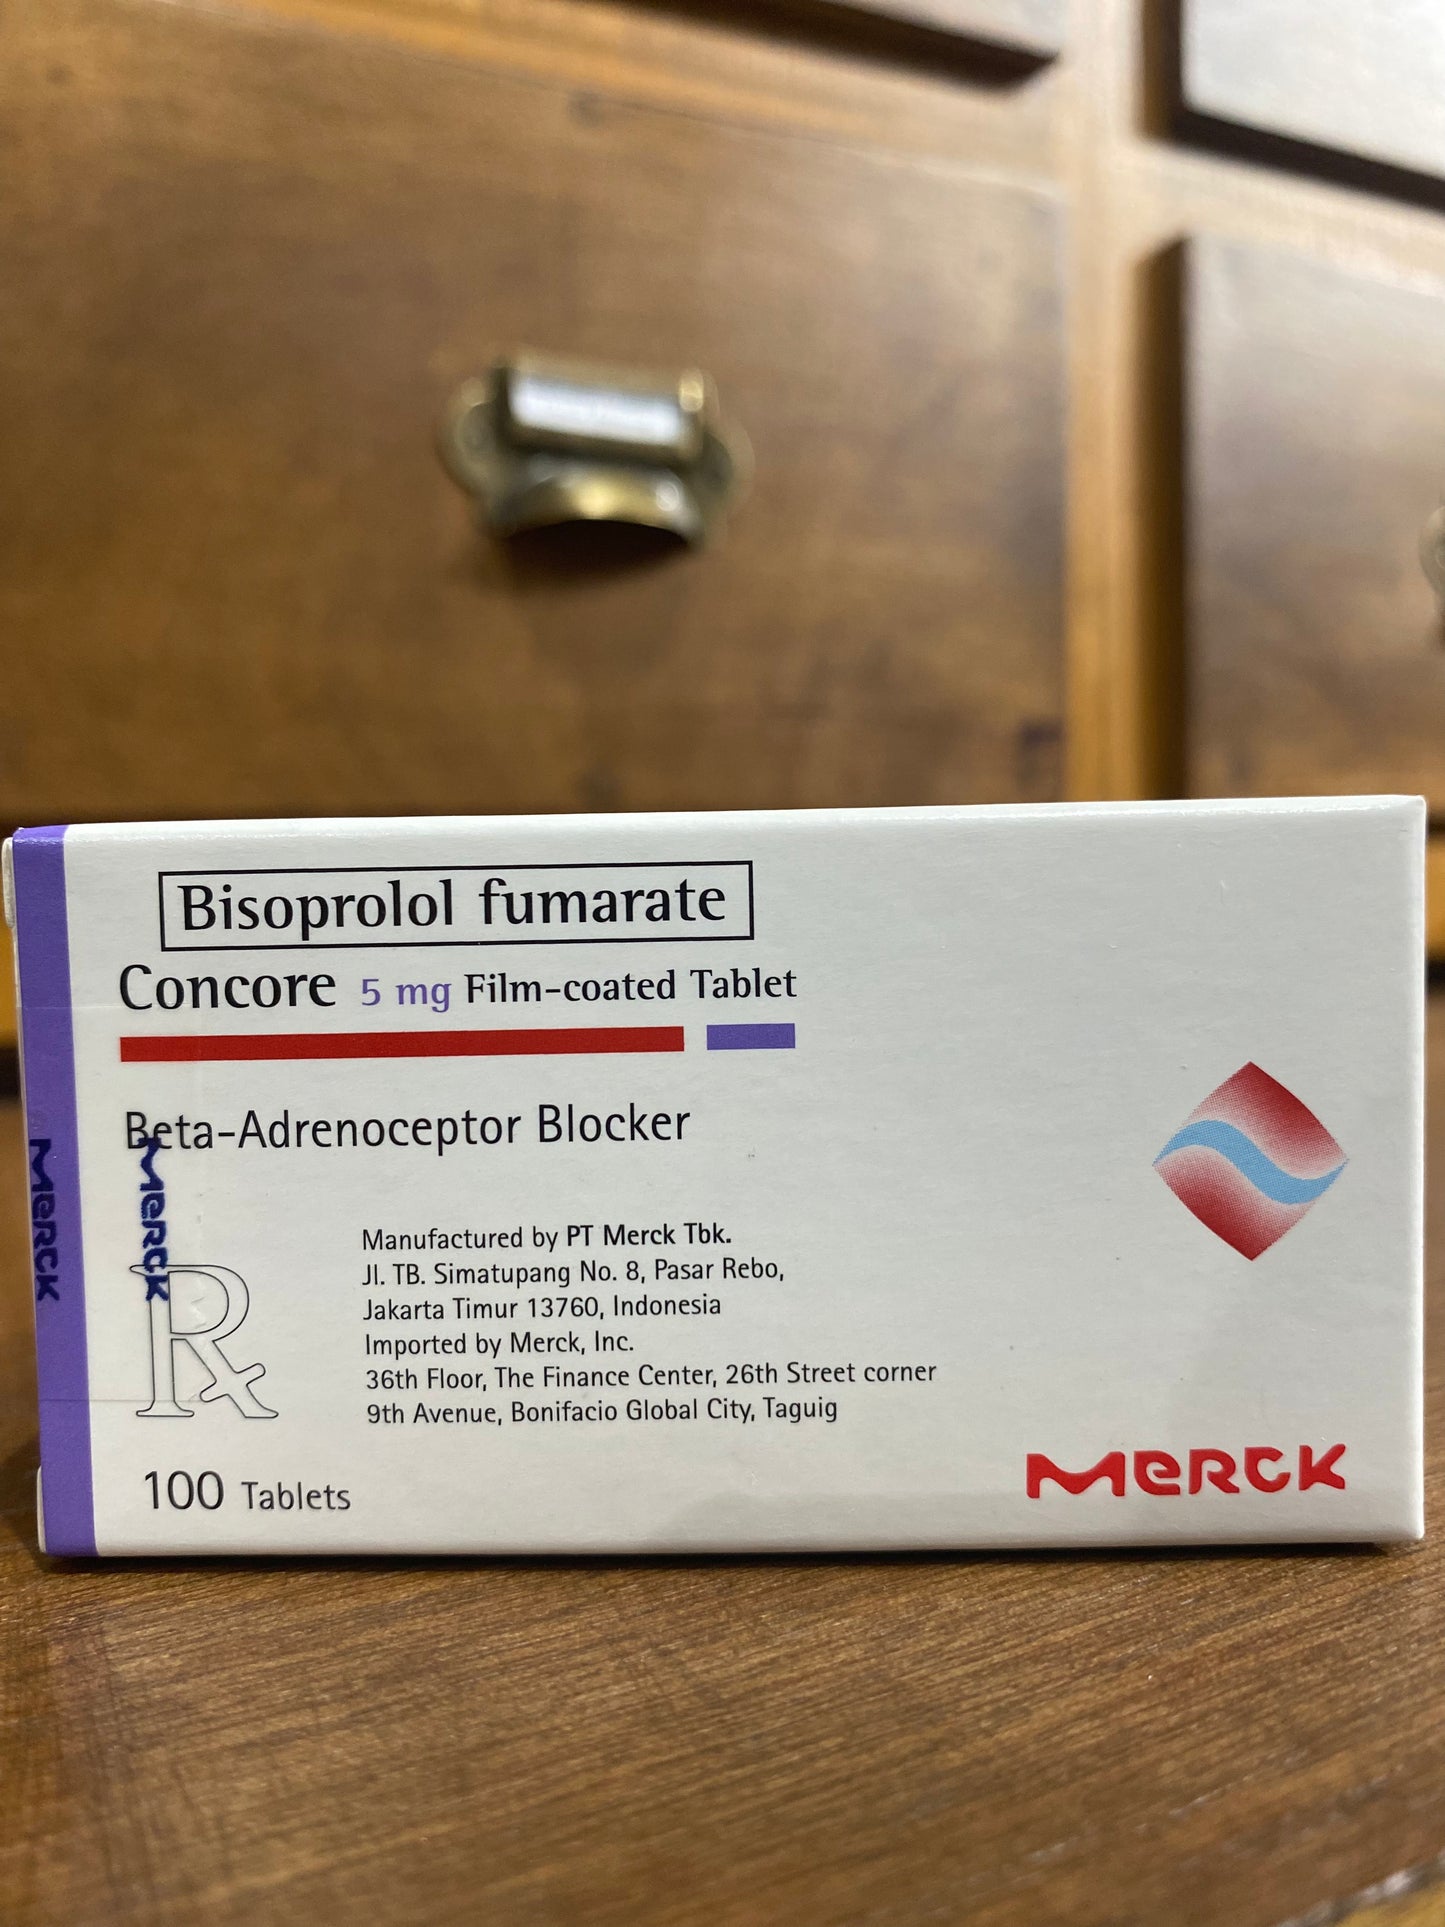 Bisoprolol fumarate
Concore 5 mg Film-coated Tablet
Beta-Adrenoceptor Blocker
Merck
Merck
Manufactured by PT Merck Tbk.
Jl. TB. Simatupang No. 8, Pasar Rebo,
Jakarta Timur 13760, Indonesia
Imported by Merck, Inc.
36th Floor, The Finance Center, 26th Street corner
9th Avenue, Bonifacio Global City, Taguig
Rx
100 Tablets
Merck